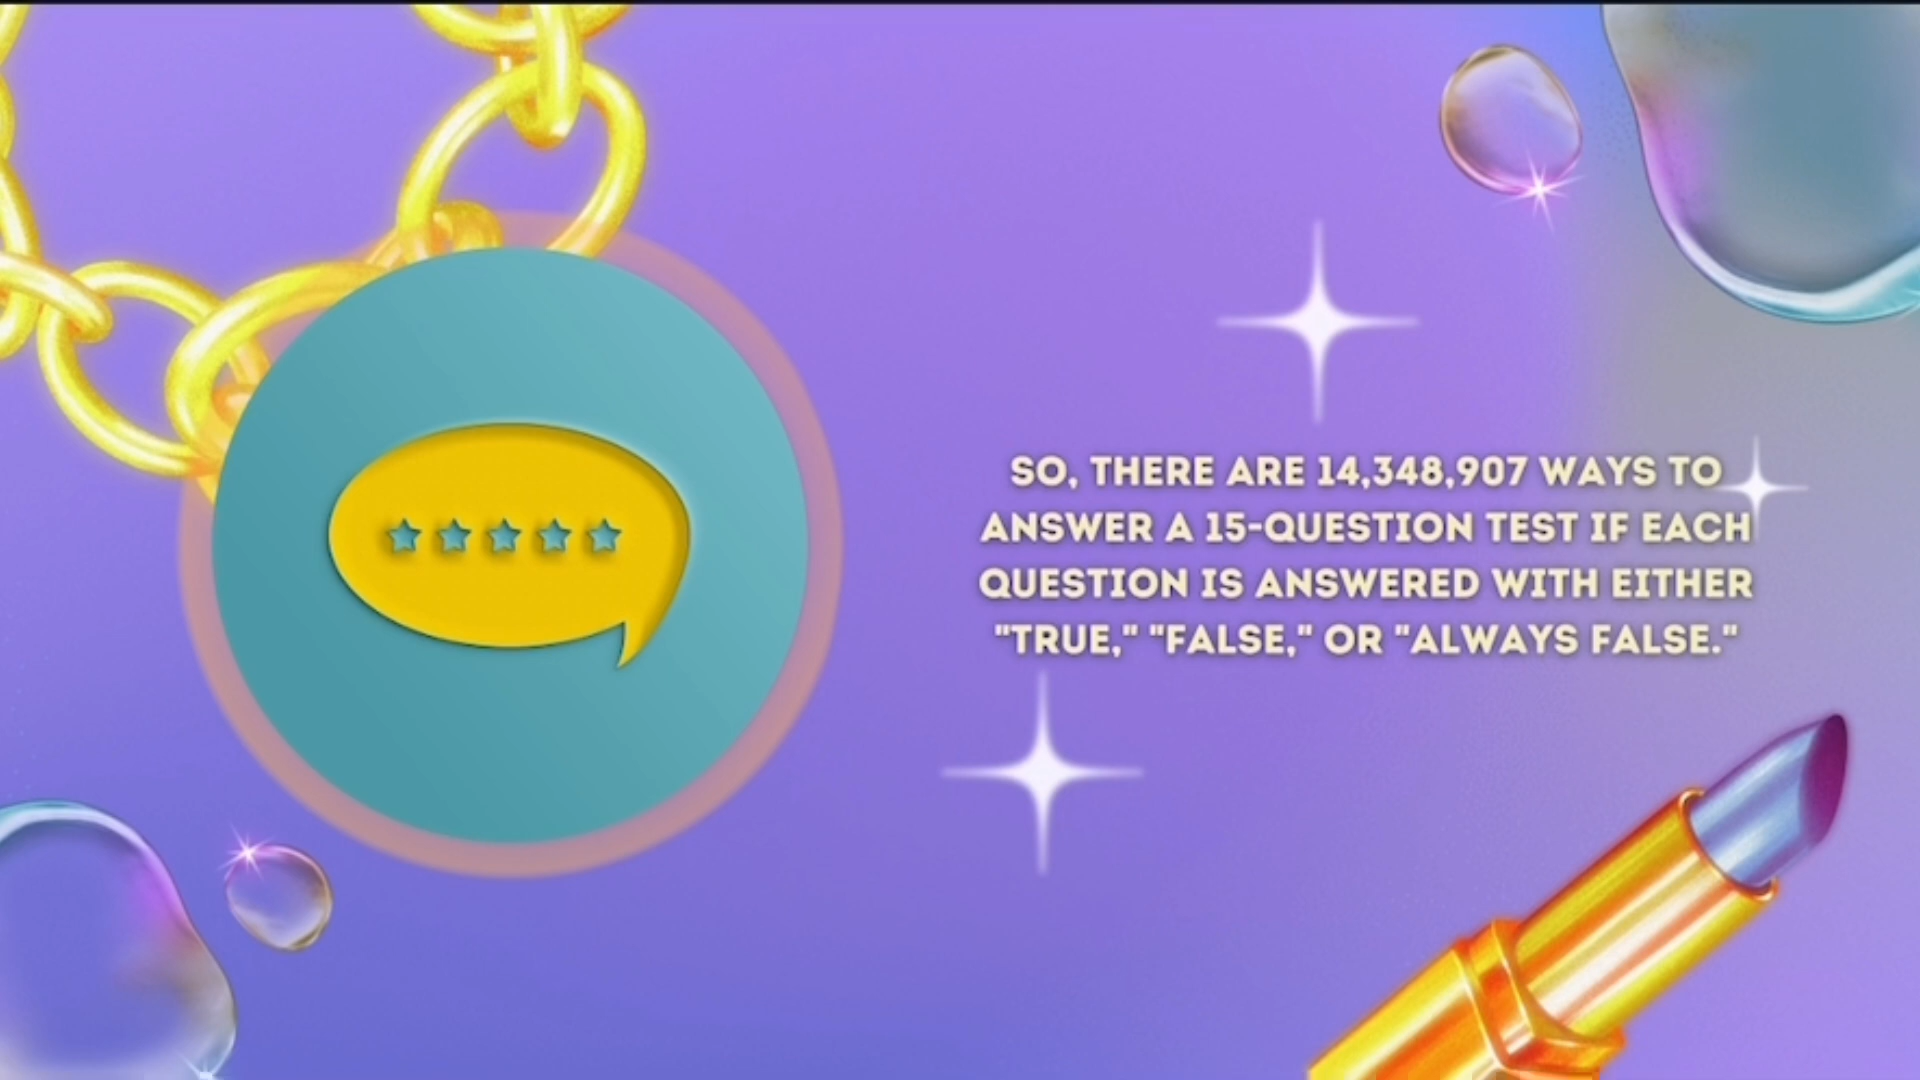 SO, THERE ARE 14,348,907 WAYS TO
ANSWER A 15-QUESTION TEST IF EACH
QUESTION IS ANSWERED WITH EITHER
"TRUE," "FALSE," OR "ALWAYS FALSE."